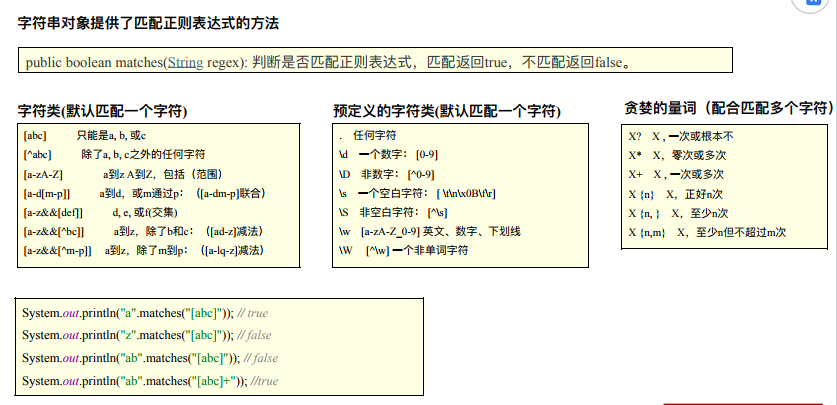 字符串对象提供了匹配正则表达式的方法
public boolean matches(String regex): 判断是否匹配正则表达式，匹配返回true，不匹配返回false。
字符类(默认匹配一个字符)
[abc] 只能是a, b, 或c
[^abc] 除了a, b, c之外的任何字符
[a-zA-Z] a到z A到Z，包括（范围）
[a-d[m-p]] a到d，或m通过p：（[a-dm-p]联合）
[a-z&&[def]] d, e, 或f(交集)
[a-z&&[^bc]] a到z，除了b和c：（[ad-z]减法）
[a-z&&[^m-p]] a到z，除了m到p：（[a-lq-z]减法）
预定义的字符类(默认匹配一个字符)
. 任何字符
\d 一个数字： [0-9]
\D 非数字： [^0-9]
\s 一个空白字符： [ \t\n\x0B\f\r]
\S 非空白字符： [^\s]
\w [a-zA-Z_0-9] 英文、数字、下划线
\W [^\w] 一个非单词字符
贪婪的量词（配合匹配多个字符）
X? X , 一次或根本不
X* X，零次或多次
X+ X , 一次或多次
X {n} X，正好n次
X {n, } X，至少n次
X {n,m} X，至少n但不超过m次
System.out.println("a".matches("[abc]")); // true
System.out.println("z".matches("[abc]")); // false
System.out.println("ab".matches("[abc]")); // false
System.out.println("ab".matches("[abc]+")); //true